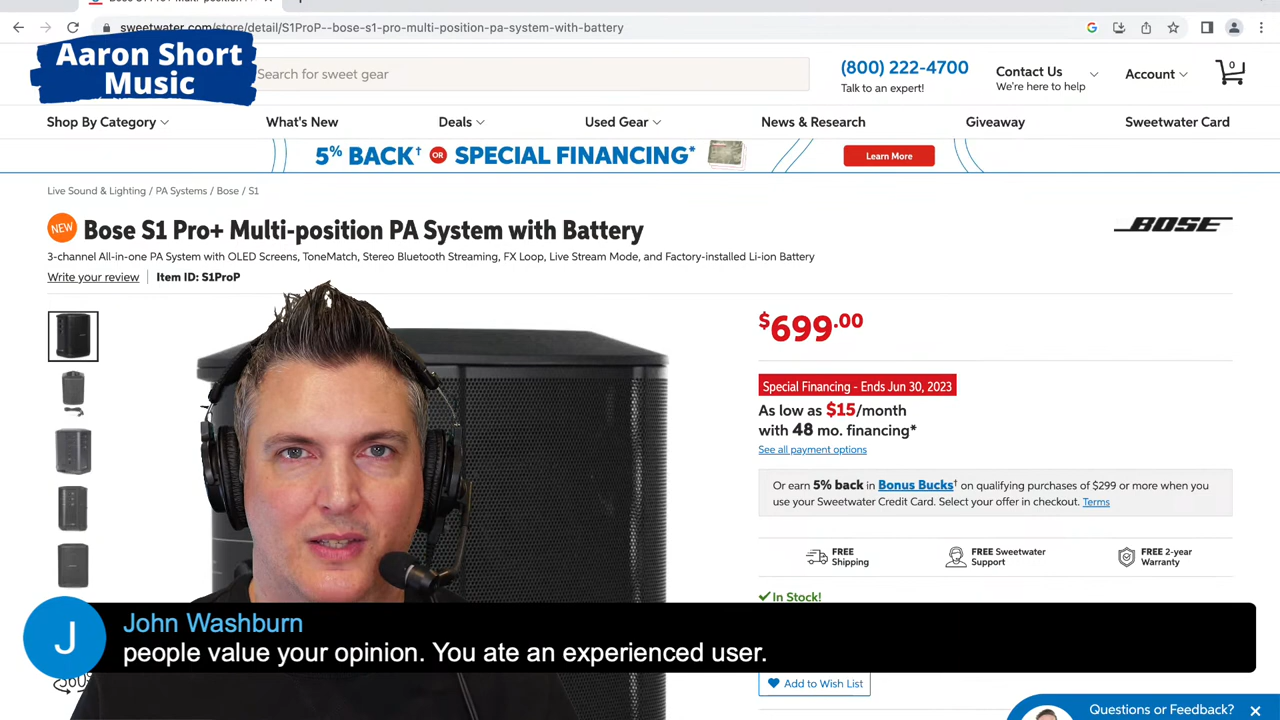 Bose S1 Pro+ Multi-position PA
sweetwater.com/store/detail/S1ProP--bose-s1-pro-multi-position-pa-system-with-battery
Aaron Short
Music
Search for sweet gear
(800) 222-4700
Talk to an expert!
Contact Us
We're here to help
Account
0
Shop By Category
What's New
Deals
Used Gear
News & Research
Giveaway
Sweetwater Card
5% BACK† OR SPECIAL FINANCING*
Learn More
Live Sound & Lighting / PA Systems / Bose / S1
NEW
Bose S1 Pro+ Multi-position PA System with Battery
BOSE
3-channel All-in-one PA System with OLED Screens, ToneMatch, Stereo Bluetooth Streaming, FX Loop, Live Stream Mode, and Factory-installed Li-ion Battery
Write your review
Item ID: S1ProP
$699.00
Special Financing - Ends Jun 30, 2023
As low as $15/month
with 48 mo. financing*
See all payment options
Or earn 5% back in Bonus Bucks† on qualifying purchases of $299 or more when you
use your Sweetwater Credit Card. Select your offer in checkout. Terms
FREE
Shipping
FREE Sweetwater
Support
FREE 2-year
Warranty
In Stock!
J
John Washburn
people value your opinion. You ate an experienced user.
360°
Add to Wish List
Questions or Feedback?